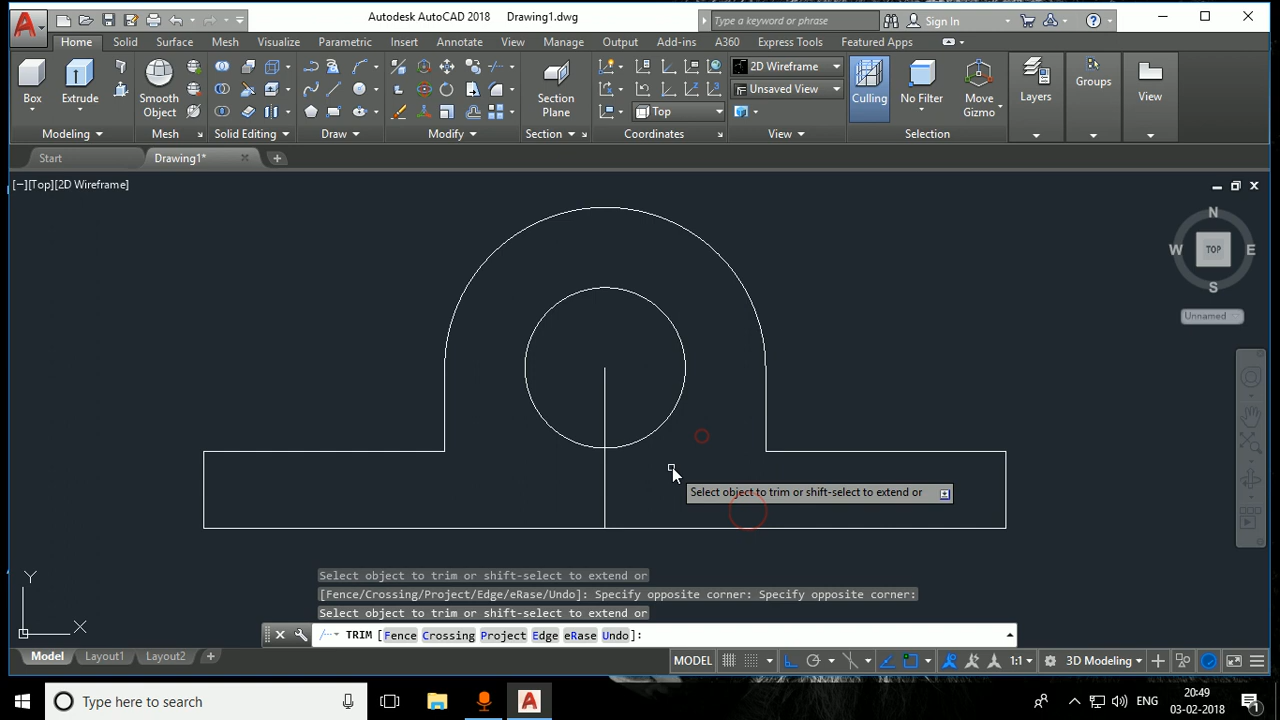 Autodesk AutoCAD 2018 Drawing1.dwg
Type a keyword or phrase
Sign In
Home Solid Surface Mesh Visualize Parametric Insert Annotate View Manage Output Add-ins A360 Express Tools Featured Apps
Box
Extrude
Smooth Object
Section Plane
Top
2D Wireframe
Unsaved View
Culling
No Filter
Move Gizmo
Layers
Groups
View
Modeling
Mesh
Solid Editing
Draw
Modify
Section
Coordinates
View
Selection
Start
Drawing1*
[−][Top][2D Wireframe]
N
W
TOP
E
S
Unnamed
Select object to trim or shift-select to extend or
Y
X
Select object to trim or shift-select to extend or
[Fence/Crossing/Project/Edge/eRase/Undo]: Specify opposite corner: Specify opposite corner:
Select object to trim or shift-select to extend or
TRIM [Fence Crossing Project Edge eRase Undo]:
Model Layout1 Layout2
MODEL
1:1
3D Modeling
Type here to search
ENG
20:49
03-02-2018
1